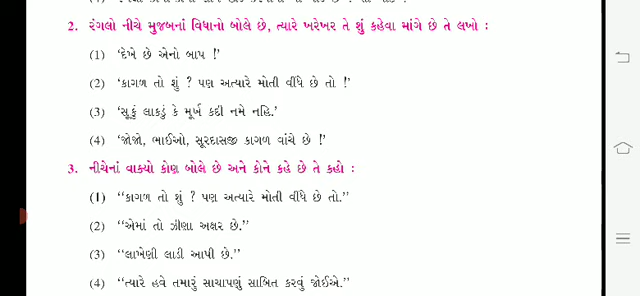 2. રંગલો નીચે મુજબનાં વિધાનો બોલે છે, ત્યારે ખરેખર તે શું કહેવા માંગે છે તે લખો :
(1) ‘દેખે છે એનો બાપ !’
(2) ‘કાગળ તો શું ? પણ અત્યારે મોતી વીંધે છે તો !’
(3) ‘સૂકું લાકડું કે મૂર્ખ કદી નમે નહિ.’
(4) ‘જોજો, ભાઈઓ, સૂરદાસજી કાગળ વાંચે છે !’
3. નીચેનાં વાક્યો કોણ બોલે છે અને કોને કહે છે તે કહો :
(1) “કાગળ તો શું ? પણ અત્યારે મોતી વીંધે છે તો.”
(2) “એમાં તો ઝીણા અક્ષર છે.”
(3) “લાખેણી લાડી આપી છે.”
(4) “ત્યારે હવે તમારું સાચાપણું સાબિત કરવું જોઈએ.”